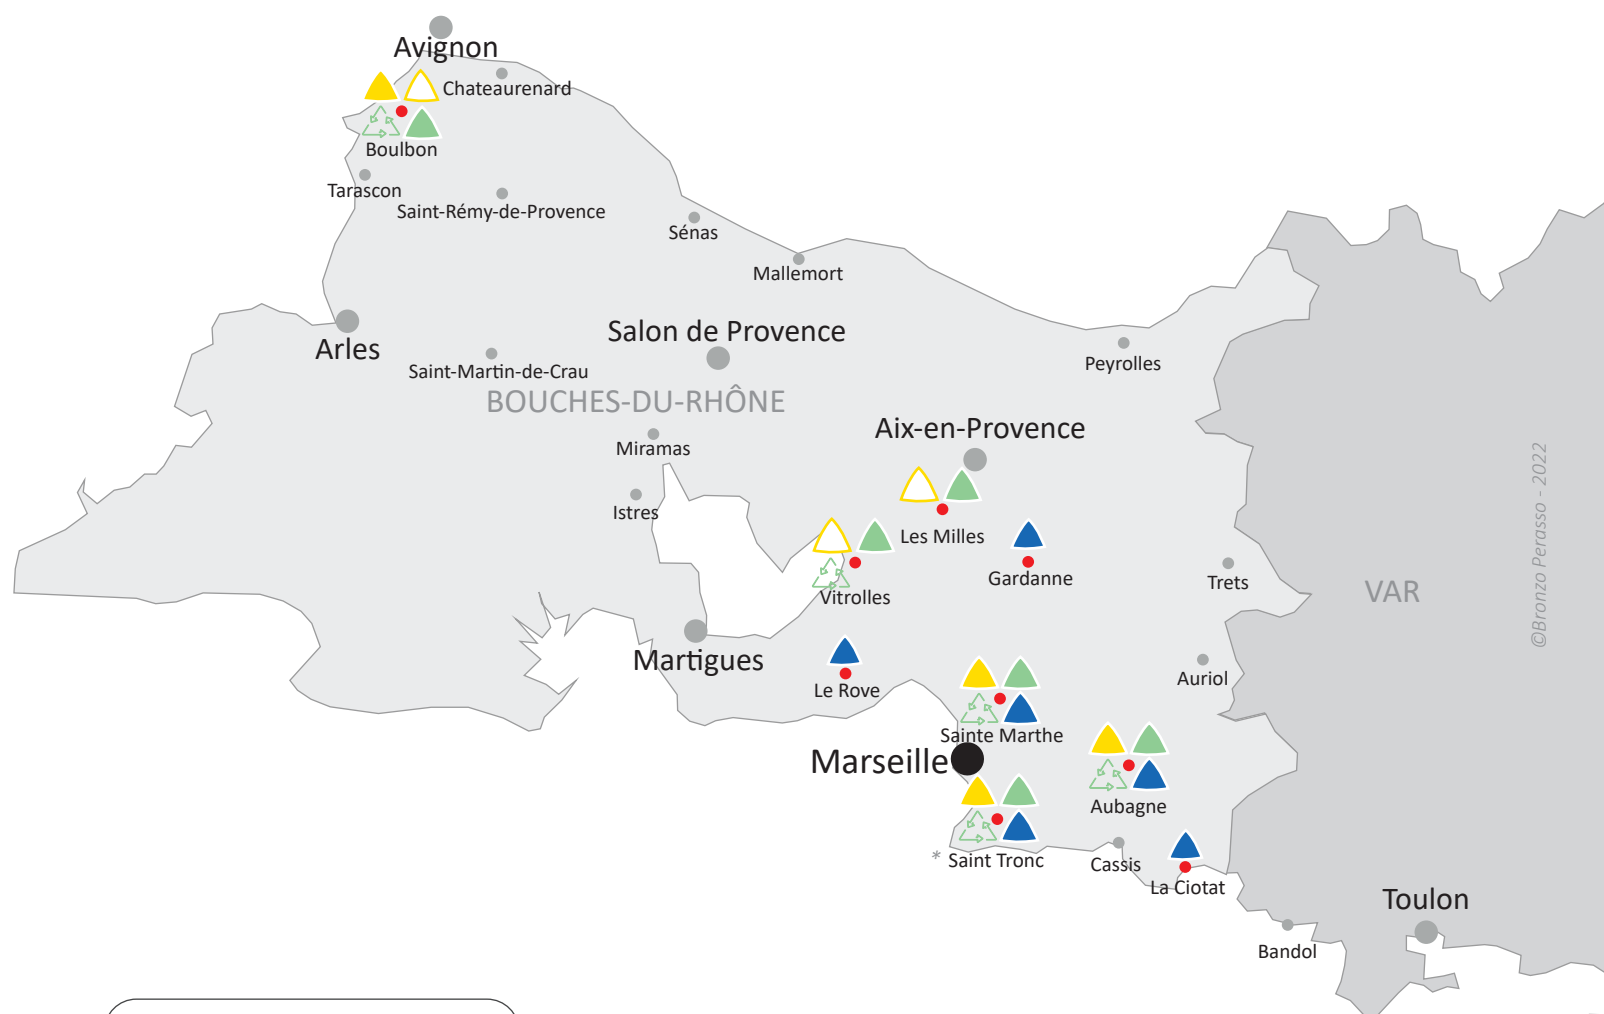 Avignon
Chateaurenard
Boulbon
Tarascon
Saint-Rémy-de-Provence
Sénas
Mallemort
Salon de Provence
Arles
Saint-Martin-de-Crau
Peyrolles
BOUCHES-DU-RHÔNE
Aix-en-Provence
Miramas
Istres
Les Milles
Gardanne
Trets
Vitrolles
VAR
©Bronzo Perasso - 2022
Martigues
Le Rove
Auriol
Sainte Marthe
Marseille
Aubagne
* Saint Tronc
Cassis
La Ciotat
Toulon
Bandol